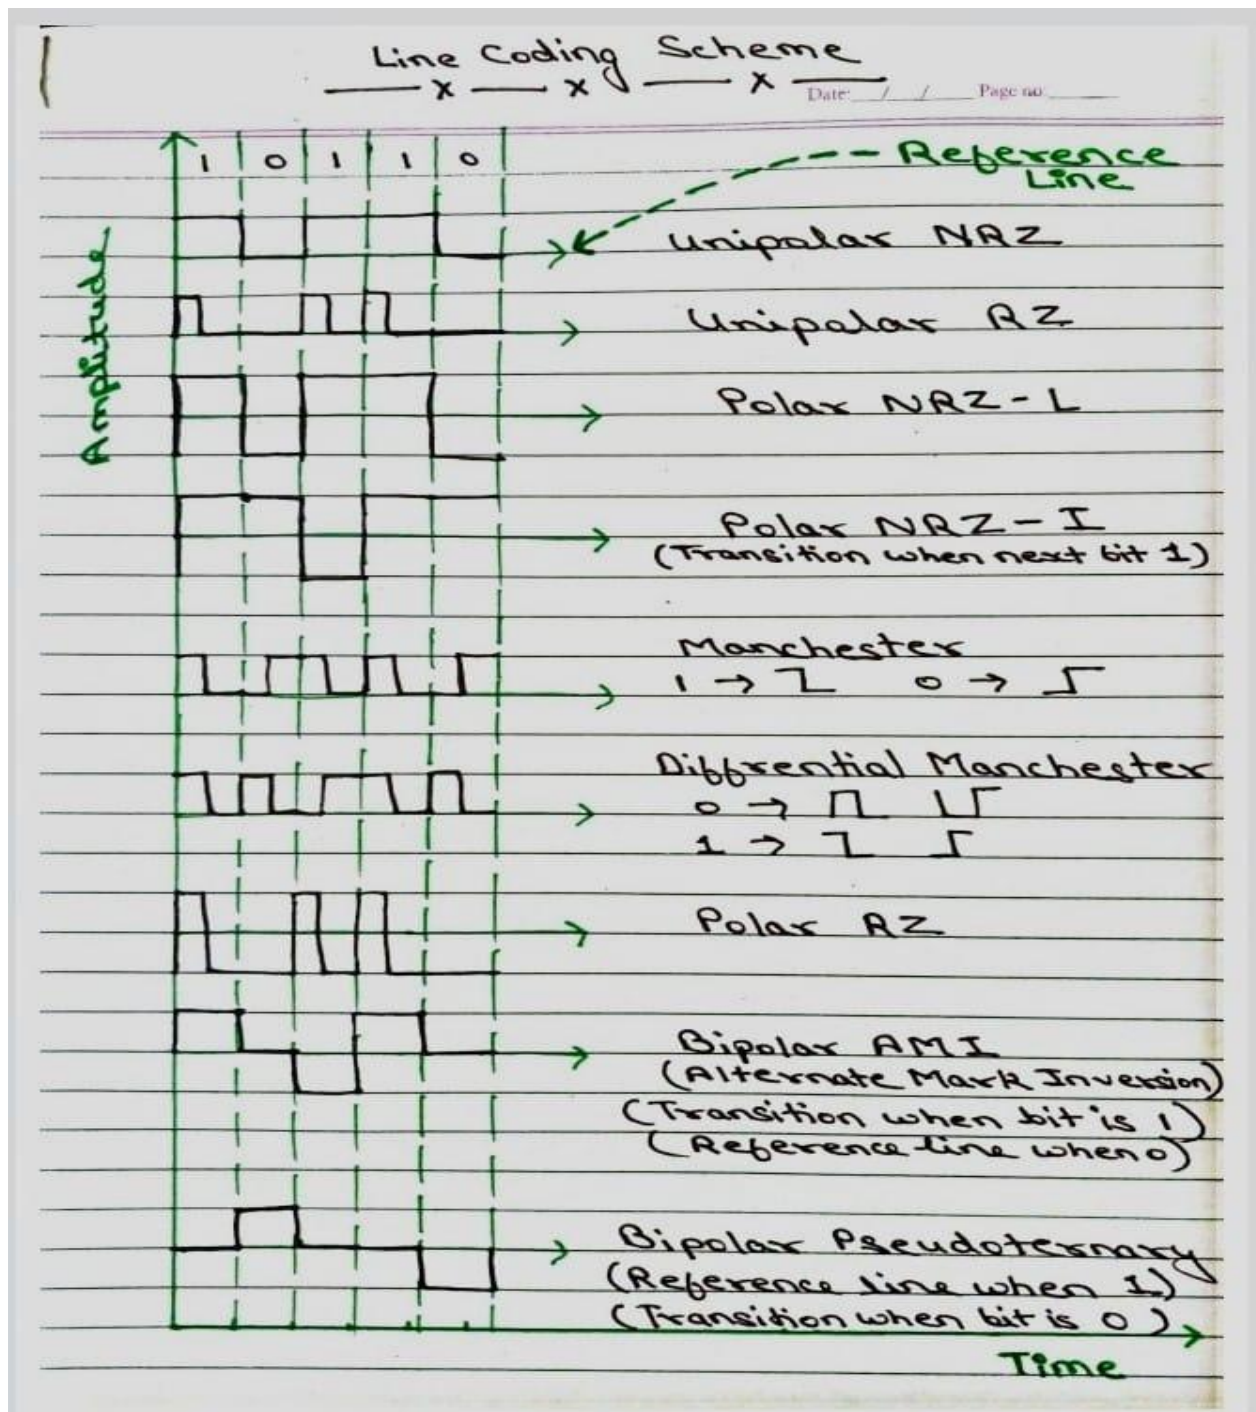 Line Coding Scheme
Date: / / Page no:
1 0 1 1 0
Reference
Line
Amplitude
Unipolar NRZ
Unipolar RZ
Polar NRZ-L
Polar NRZ-I
(Transition when next bit 1)
Manchester
1 → 0 →
Diffrential Manchester
0 →
1 →
Polar RZ
Bipolar AMI
(Alternate Mark Inversion)
(Transition when bit is 1)
(Reference line when 0)
Bipolar Pseudoternary
(Reference line when 1)
(Transition when bit is 0)
Time